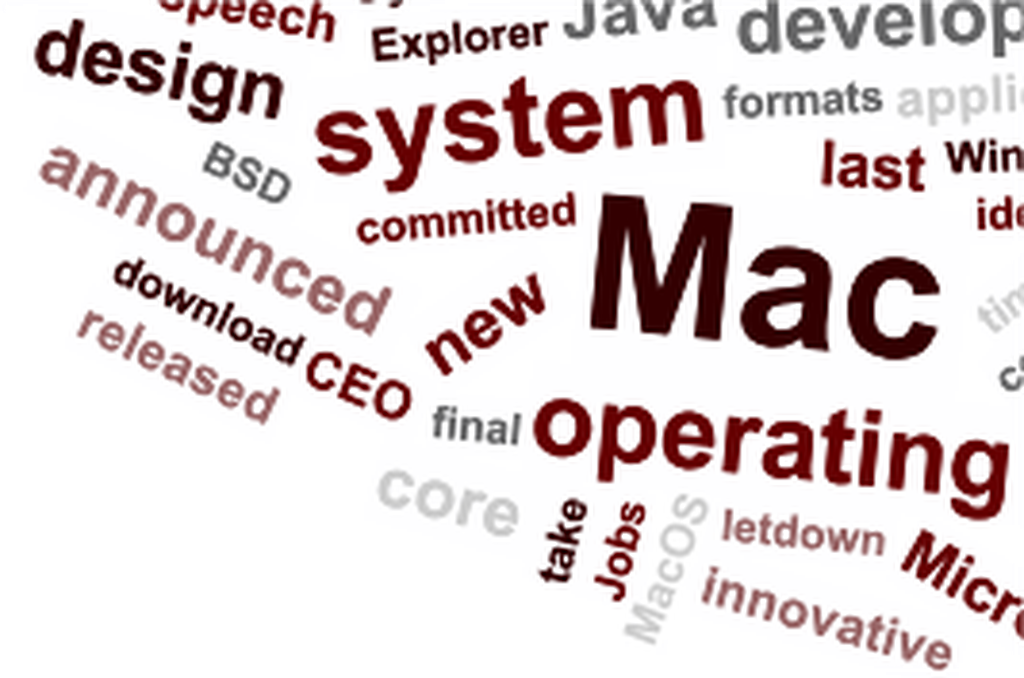 speech
Explorer
Java
develop
design
system
formats
applic
last
Win
BSD
announced
committed
ide
Mac
download
new
tim
released
CEO
final
operating
core
take
Jobs
MacOS
letdown
Micro
innovative